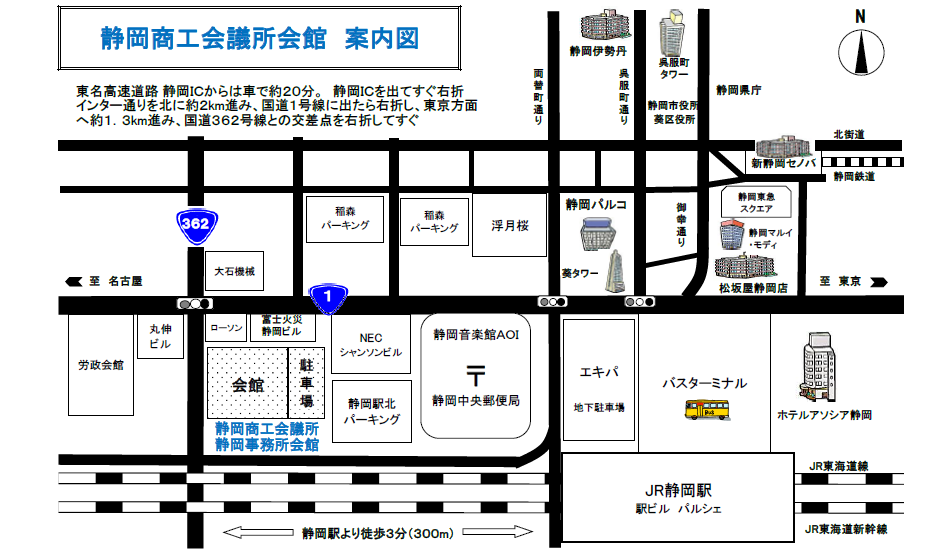 静岡商工会議所会館 案内図
東名高速道路 静岡ICからは車で約20分。 静岡ICを出てすぐ右折
インター通りを北に約2km進み、国道1号線に出たら右折し、東京方面
へ約1．3km進み、国道362号線との交差点を右折してすぐ
N
静岡伊勢丹
呉服町
タワー
両替町通り
呉服町通り
静岡市役所
葵区役所
静岡県庁
北街道
新静岡セノバ
静岡鉄道
362
稲森
パーキング
稲森
パーキング
浮月桜
静岡パルコ
葵タワー
御幸通り
静岡東急
スクエア
静岡マルイ
・モディ
松坂屋静岡店
大石機械
至 名古屋
至 東京
1
労政会館
丸伸
ビル
ローソン
富士火災
静岡ビル
NEC
シャンソンビル
静岡音楽館AOI
〒
静岡中央郵便局
会館
駐車場
静岡駅北
パーキング
静岡商工会議所
静岡事務所会館
エキパ
地下駐車場
バスターミナル
Bus
ホテルアソシア静岡
JR静岡駅
駅ビル パルシェ
JR東海道線
JR東海道新幹線
静岡駅より徒歩3分(300m)